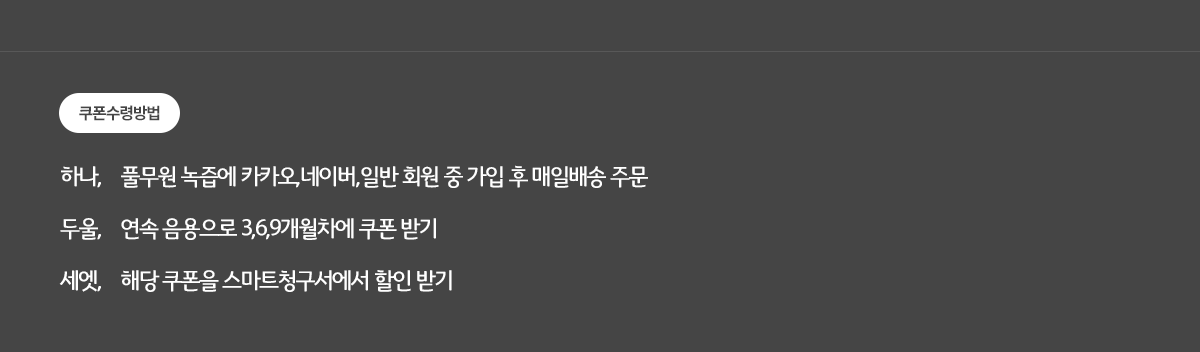 쿠폰수령방법
하나, 풀무원 녹즙에 카카오,네이버,일반 회원 중 가입 후 매일배송 주문
두울, 연속 음용으로 3,6,9개월차에 쿠폰 받기
세엣, 해당 쿠폰을 스마트청구서에서 할인 받기